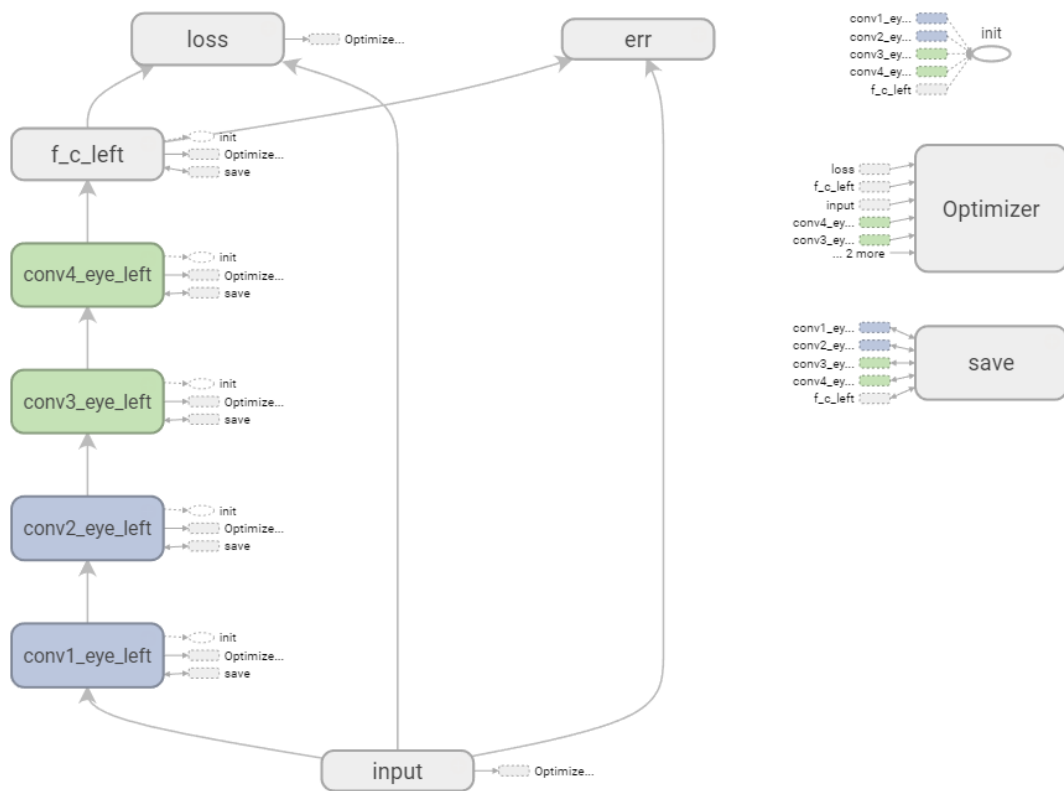 loss
Optimize...
err
f_c_left
init
Optimize...
save
conv4_eye_left
init
Optimize...
save
conv3_eye_left
init
Optimize...
save
conv2_eye_left
init
Optimize...
save
conv1_eye_left
init
Optimize...
save
input
Optimize...
conv1_ey...
conv2_ey...
conv3_ey...
conv4_ey...
f_c_left
init
loss
f_c_left
input
conv4_ey...
conv3_ey...
... 2 more
Optimizer
conv1_ey...
conv2_ey...
conv3_ey...
conv4_ey...
f_c_left
save